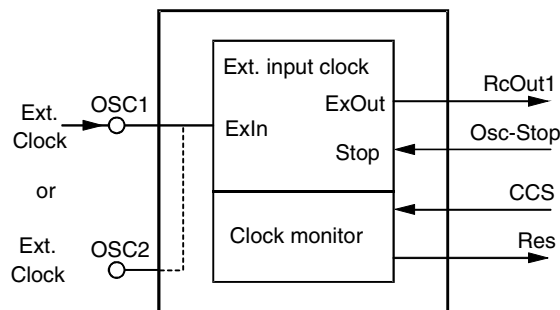 Ext. input clock
RcOut1
OSC1
ExOut
Ext.
Clock
ExIn
Osc-Stop
Stop
or
CCS
Clock monitor
Res
OSC2
Ext.
Clock